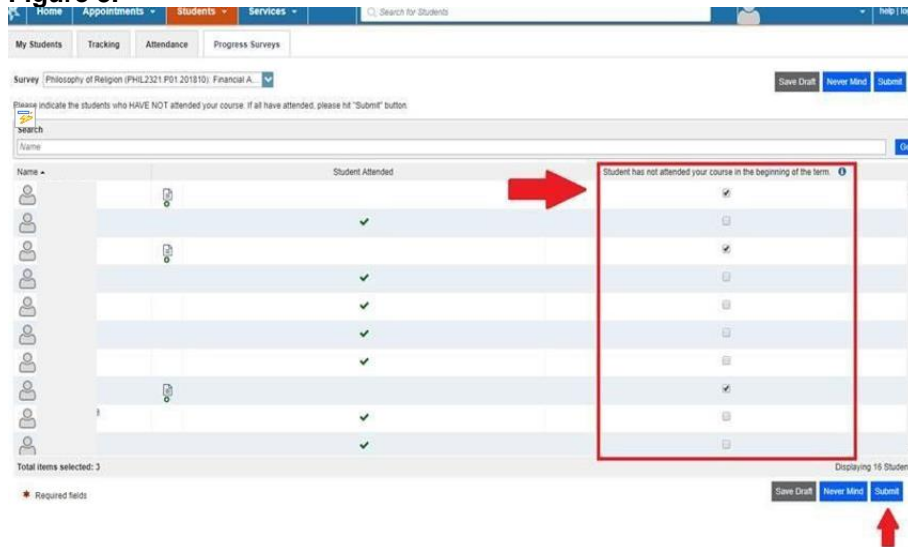 Home Appointments Students Services Search for Students help |
My Students Tracking Attendance Progress Surveys
Survey Philosophy of Religion (PHIL2321.P01.201810): Financial A... Save Draft Never Mind Submit
Please indicate the students who HAVE NOT attended your course. If all have attended, please hit "Submit" button.
Search
Name
Name Student Attended Student has not attended your course in the beginning of the term.
Total items selected: 3 Displaying 16
* Required fields Save Draft Never Mind Submit